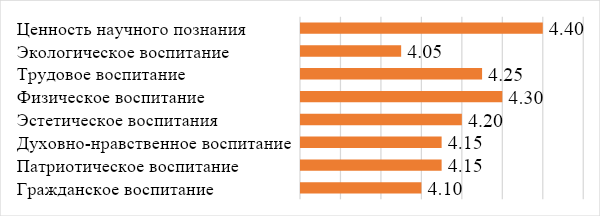 Ценность научного познания 4.40
Экологическое воспитание 4.05
Трудовое воспитание 4.25
Физическое воспитание 4.30
Эстетическое воспитания 4.20
Духовно-нравственное воспитание 4.15
Патриотическое воспитание 4.15
Гражданское воспитание 4.10